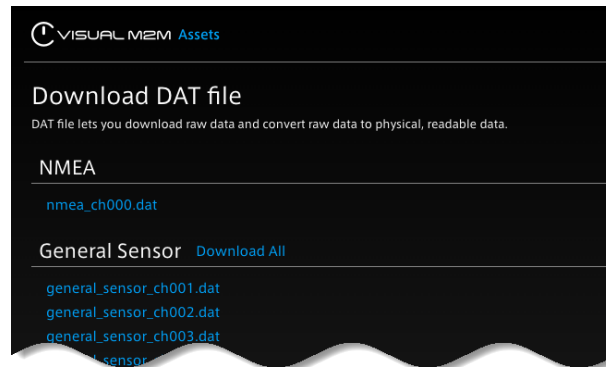 VISUAL M2M Assets
Download DAT file
DAT file lets you download raw data and convert raw data to physical, readable data.
NMEA
nmea_ch000.dat
General Sensor Download All
general_sensor_ch001.dat
general_sensor_ch002.dat
general_sensor_ch003.dat
sensor